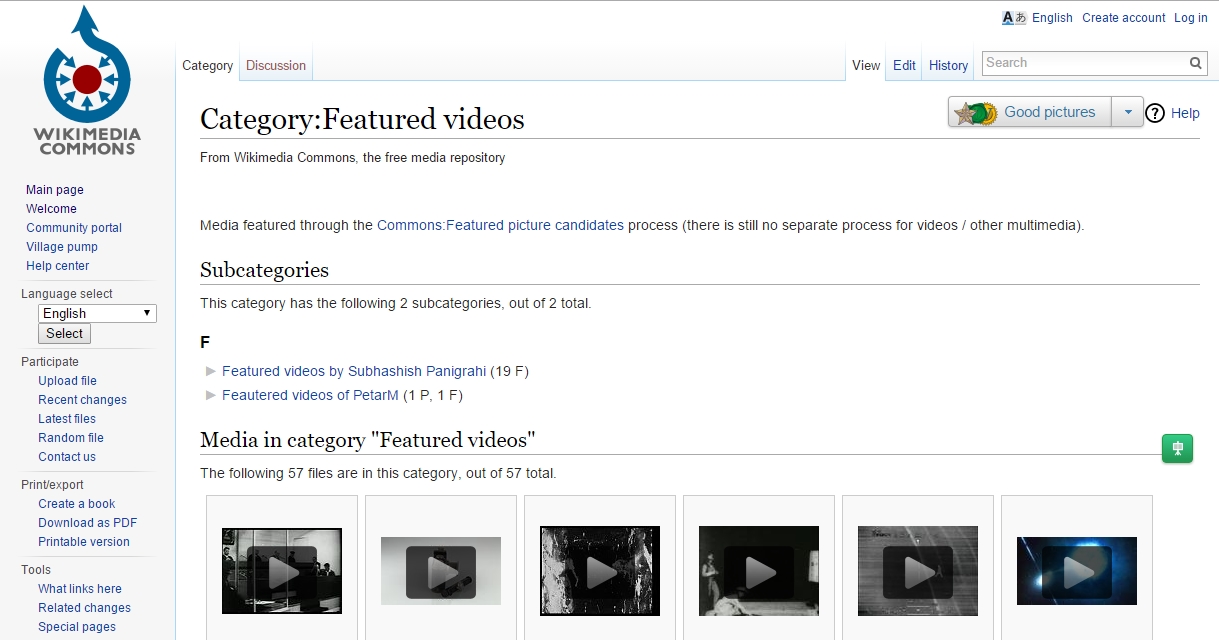 English Create account Log in
WIKIMEDIA
COMMONS
Category Discussion View Edit History Search
Category:Featured videos
Good pictures Help
From Wikimedia Commons, the free media repository
Main page
Welcome
Community portal
Village pump
Help center
Language select
English
Select
Participate
Upload file
Recent changes
Latest files
Random file
Contact us
Print/export
Create a book
Download as PDF
Printable version
Tools
What links here
Related changes
Special pages
Media featured through the Commons:Featured picture candidates process (there is still no separate process for videos / other multimedia).
Subcategories
This category has the following 2 subcategories, out of 2 total.
F
Featured videos by Subhashish Panigrahi (19 F)
Feautered videos of PetarM (1 P, 1 F)
Media in category "Featured videos"
The following 57 files are in this category, out of 57 total.